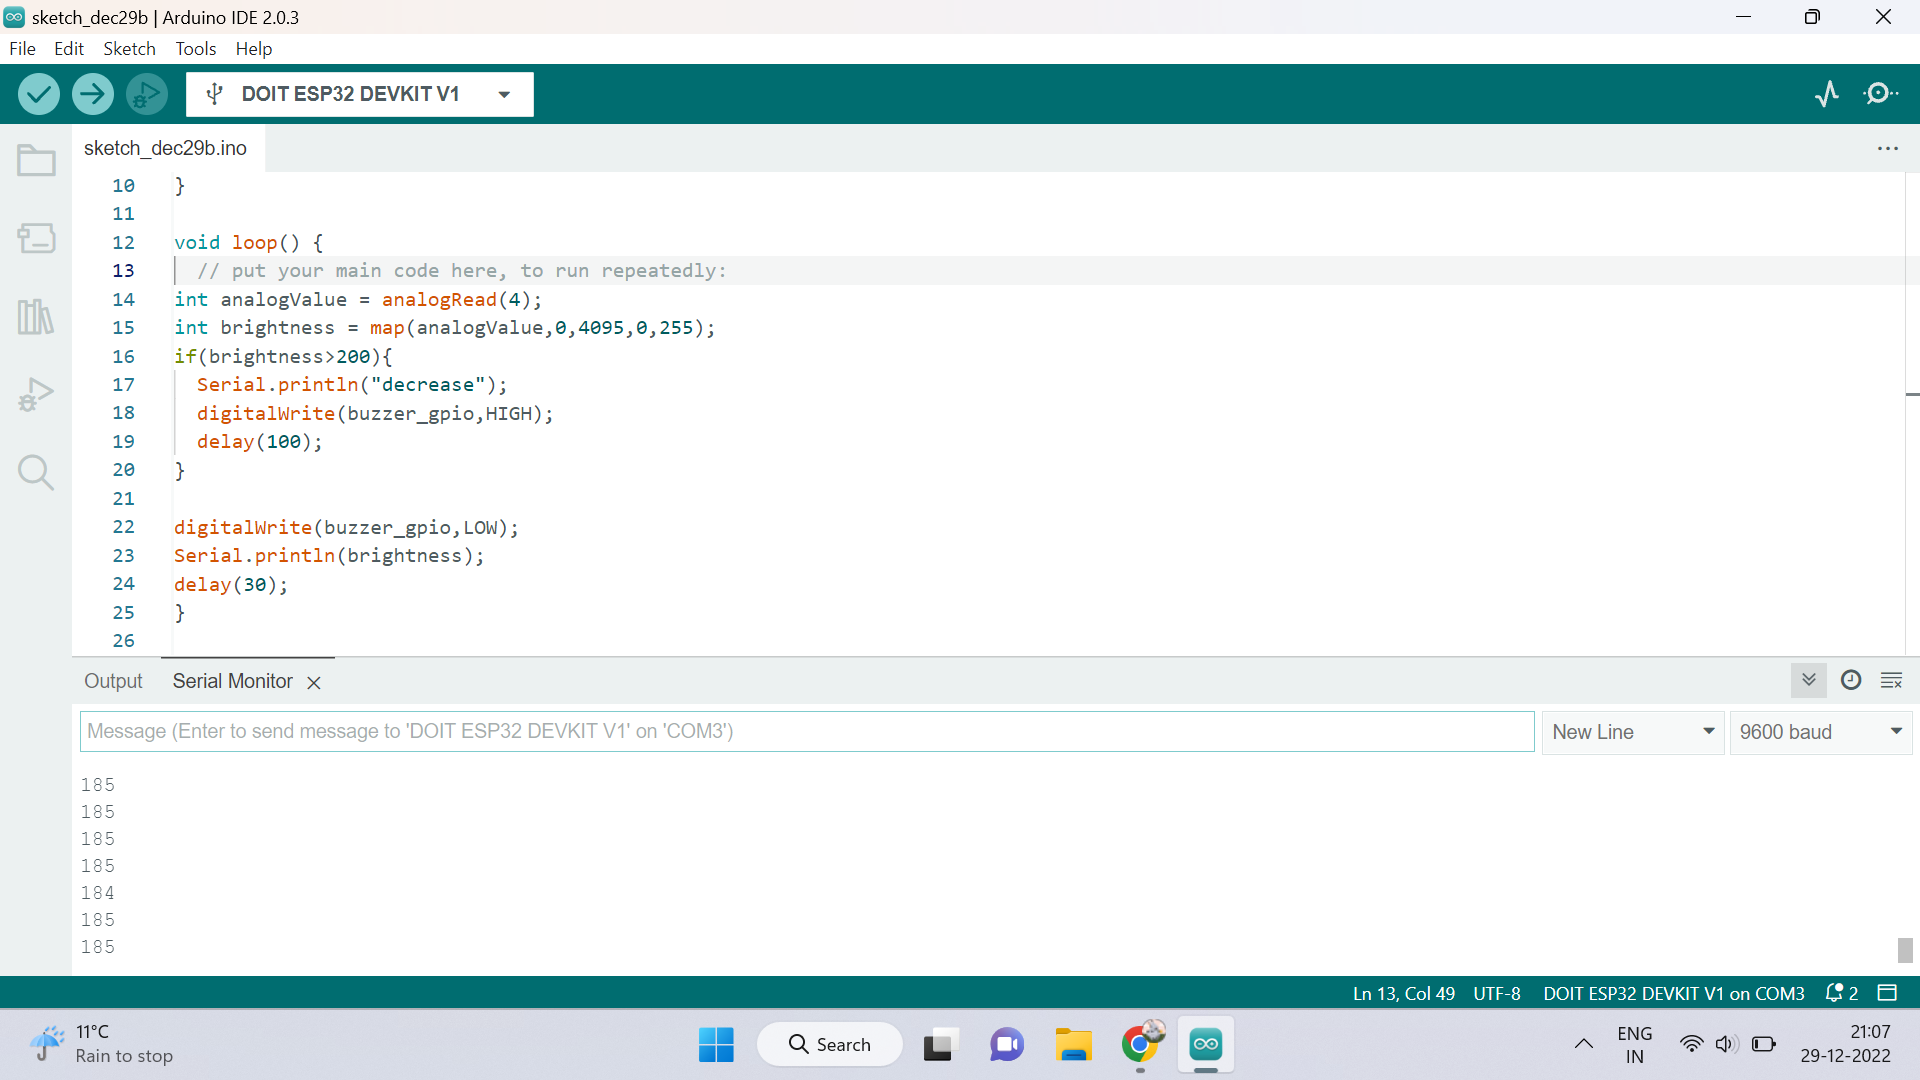 sketch_dec29b | Arduino IDE 2.0.3
File Edit Sketch Tools Help
DOIT ESP32 DEVKIT V1
sketch_dec29b.ino
10 }
11
12 void loop() {
13 // put your main code here, to run repeatedly:
14 int analogValue = analogRead(4);
15 int brightness = map(analogValue,0,4095,0,255);
16 if(brightness>200){
17 Serial.println("decrease");
18 digitalWrite(buzzer_gpio,HIGH);
19 delay(100);
20 }
21
22 digitalWrite(buzzer_gpio,LOW);
23 Serial.println(brightness);
24 delay(30);
25 }
26
Output Serial Monitor
Message (Enter to send message to 'DOIT ESP32 DEVKIT V1' on 'COM3') New Line 9600 baud
185
185
185
185
184
185
185
Ln 13, Col 49 UTF-8 DOIT ESP32 DEVKIT V1 on COM3 2
11°C
Rain to stop
Search
ENG
IN
21:07
29-12-2022